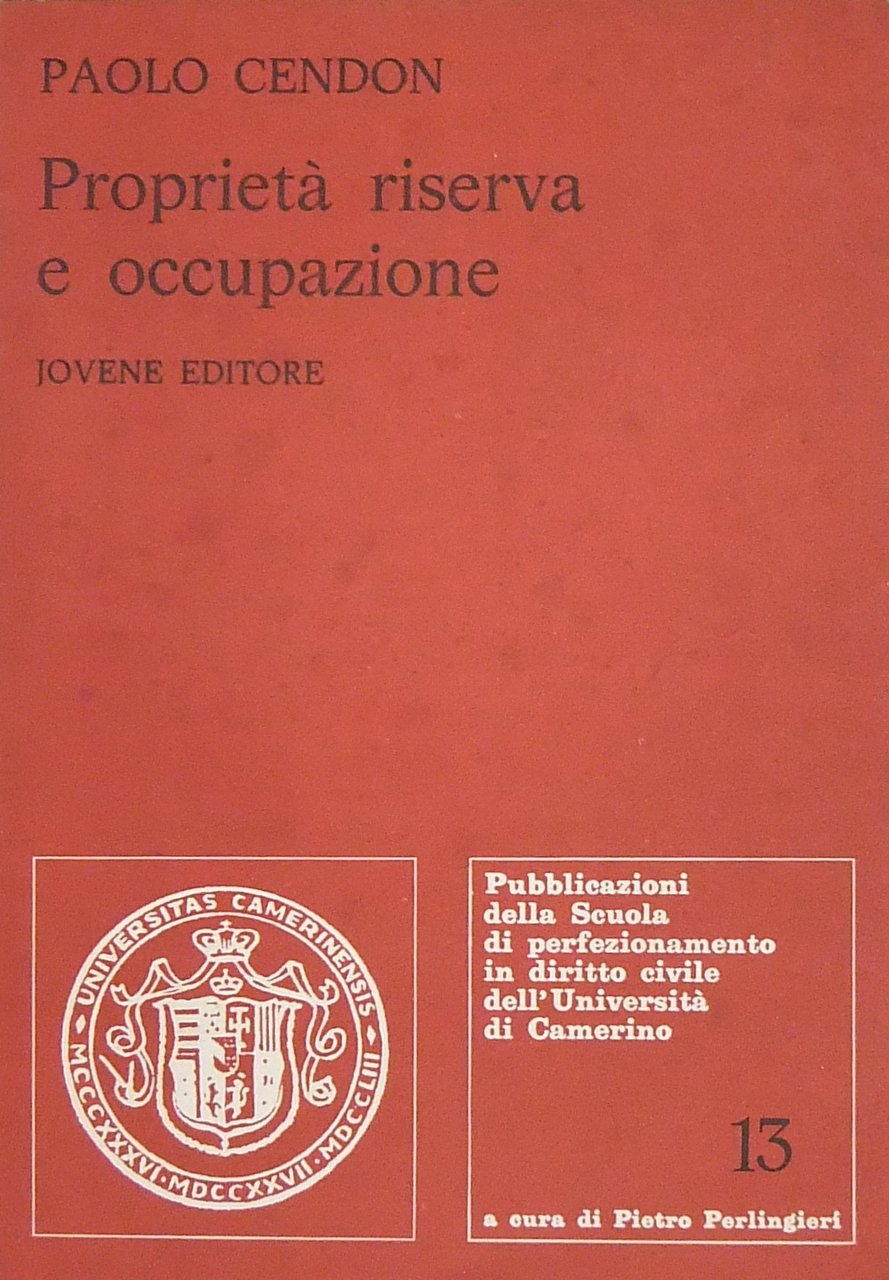 PAOLO CENDON
Proprietà riserva
e occupazione
JOVENE EDITORE
UNIVERSITAS CAMERINENSIS
MCCCXXXVI · MDCCXXVII · MDCCLIII
Pubblicazioni
della Scuola
di perfezionamento
in diritto civile
dell'Università
di Camerino
13
a cura di Pietro Perlingieri